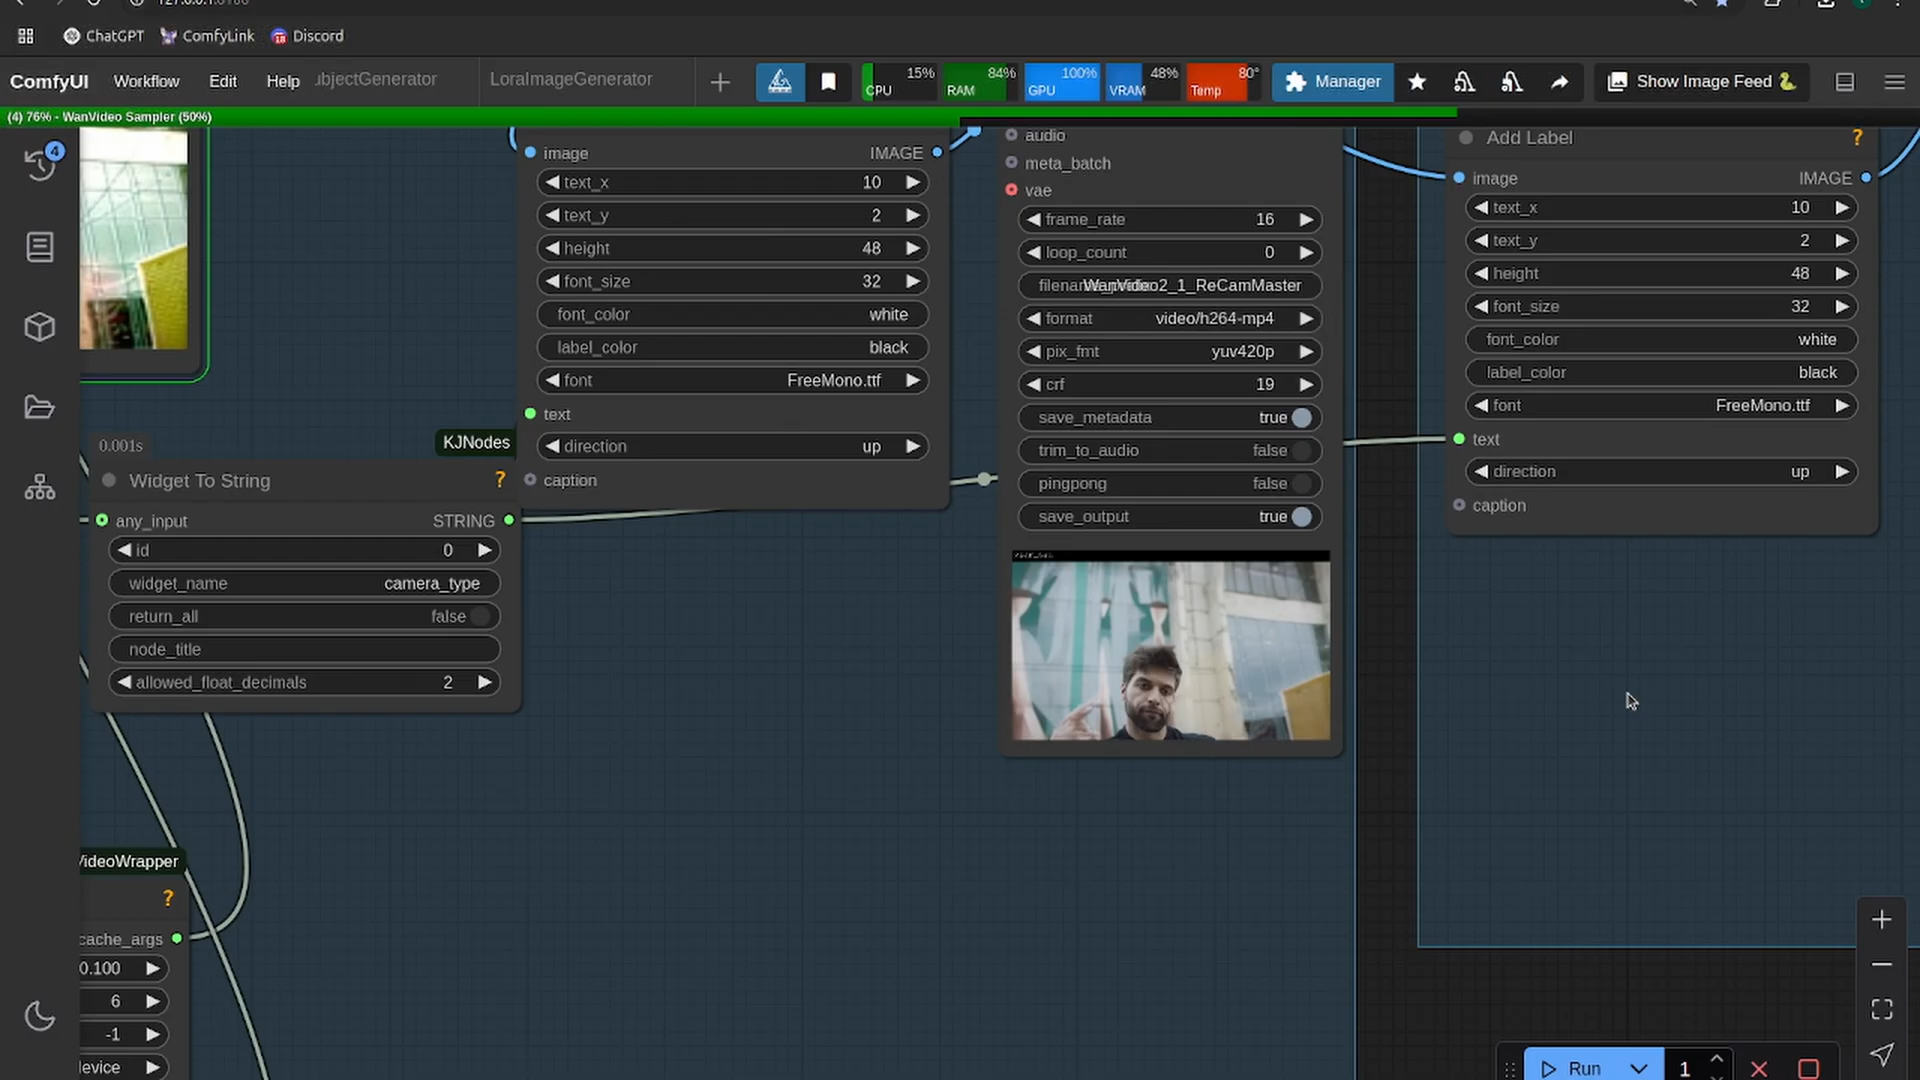 ChatGPT
ComfyLink
Discord
ComfyUI
Workflow
Edit
Help
ubjectGenerator
LoraImageGenerator
15%
CPU
84%
RAM
100%
GPU
48%
VRAM
80°
Temp
Manager
Show Image Feed
(4) 76% - WanVideo Sampler (50%)
4
image
IMAGE
text_x 10
text_y 2
height 48
font_size 32
font_color white
label_color black
font FreeMono.ttf
text
direction up
caption
0.001s
KJNodes
Widget To String ?
any_input
STRING
id 0
widget_name camera_type
return_all false
node_title
allowed_float_decimals 2
VideoWrapper
?
cache_args
0.100
6
-1
device
audio
meta_batch
vae
frame_rate 16
loop_count 0
WanVideo2_1_ReCamMaster
format video/h264-mp4
pix_fmt yuv420p
crf 19
save_metadata true
trim_to_audio false
pingpong false
save_output true
Add Label ?
image
IMAGE
text_x 10
text_y 2
height 48
font_size 32
font_color white
label_color black
font FreeMono.ttf
text
direction up
caption
Run
1